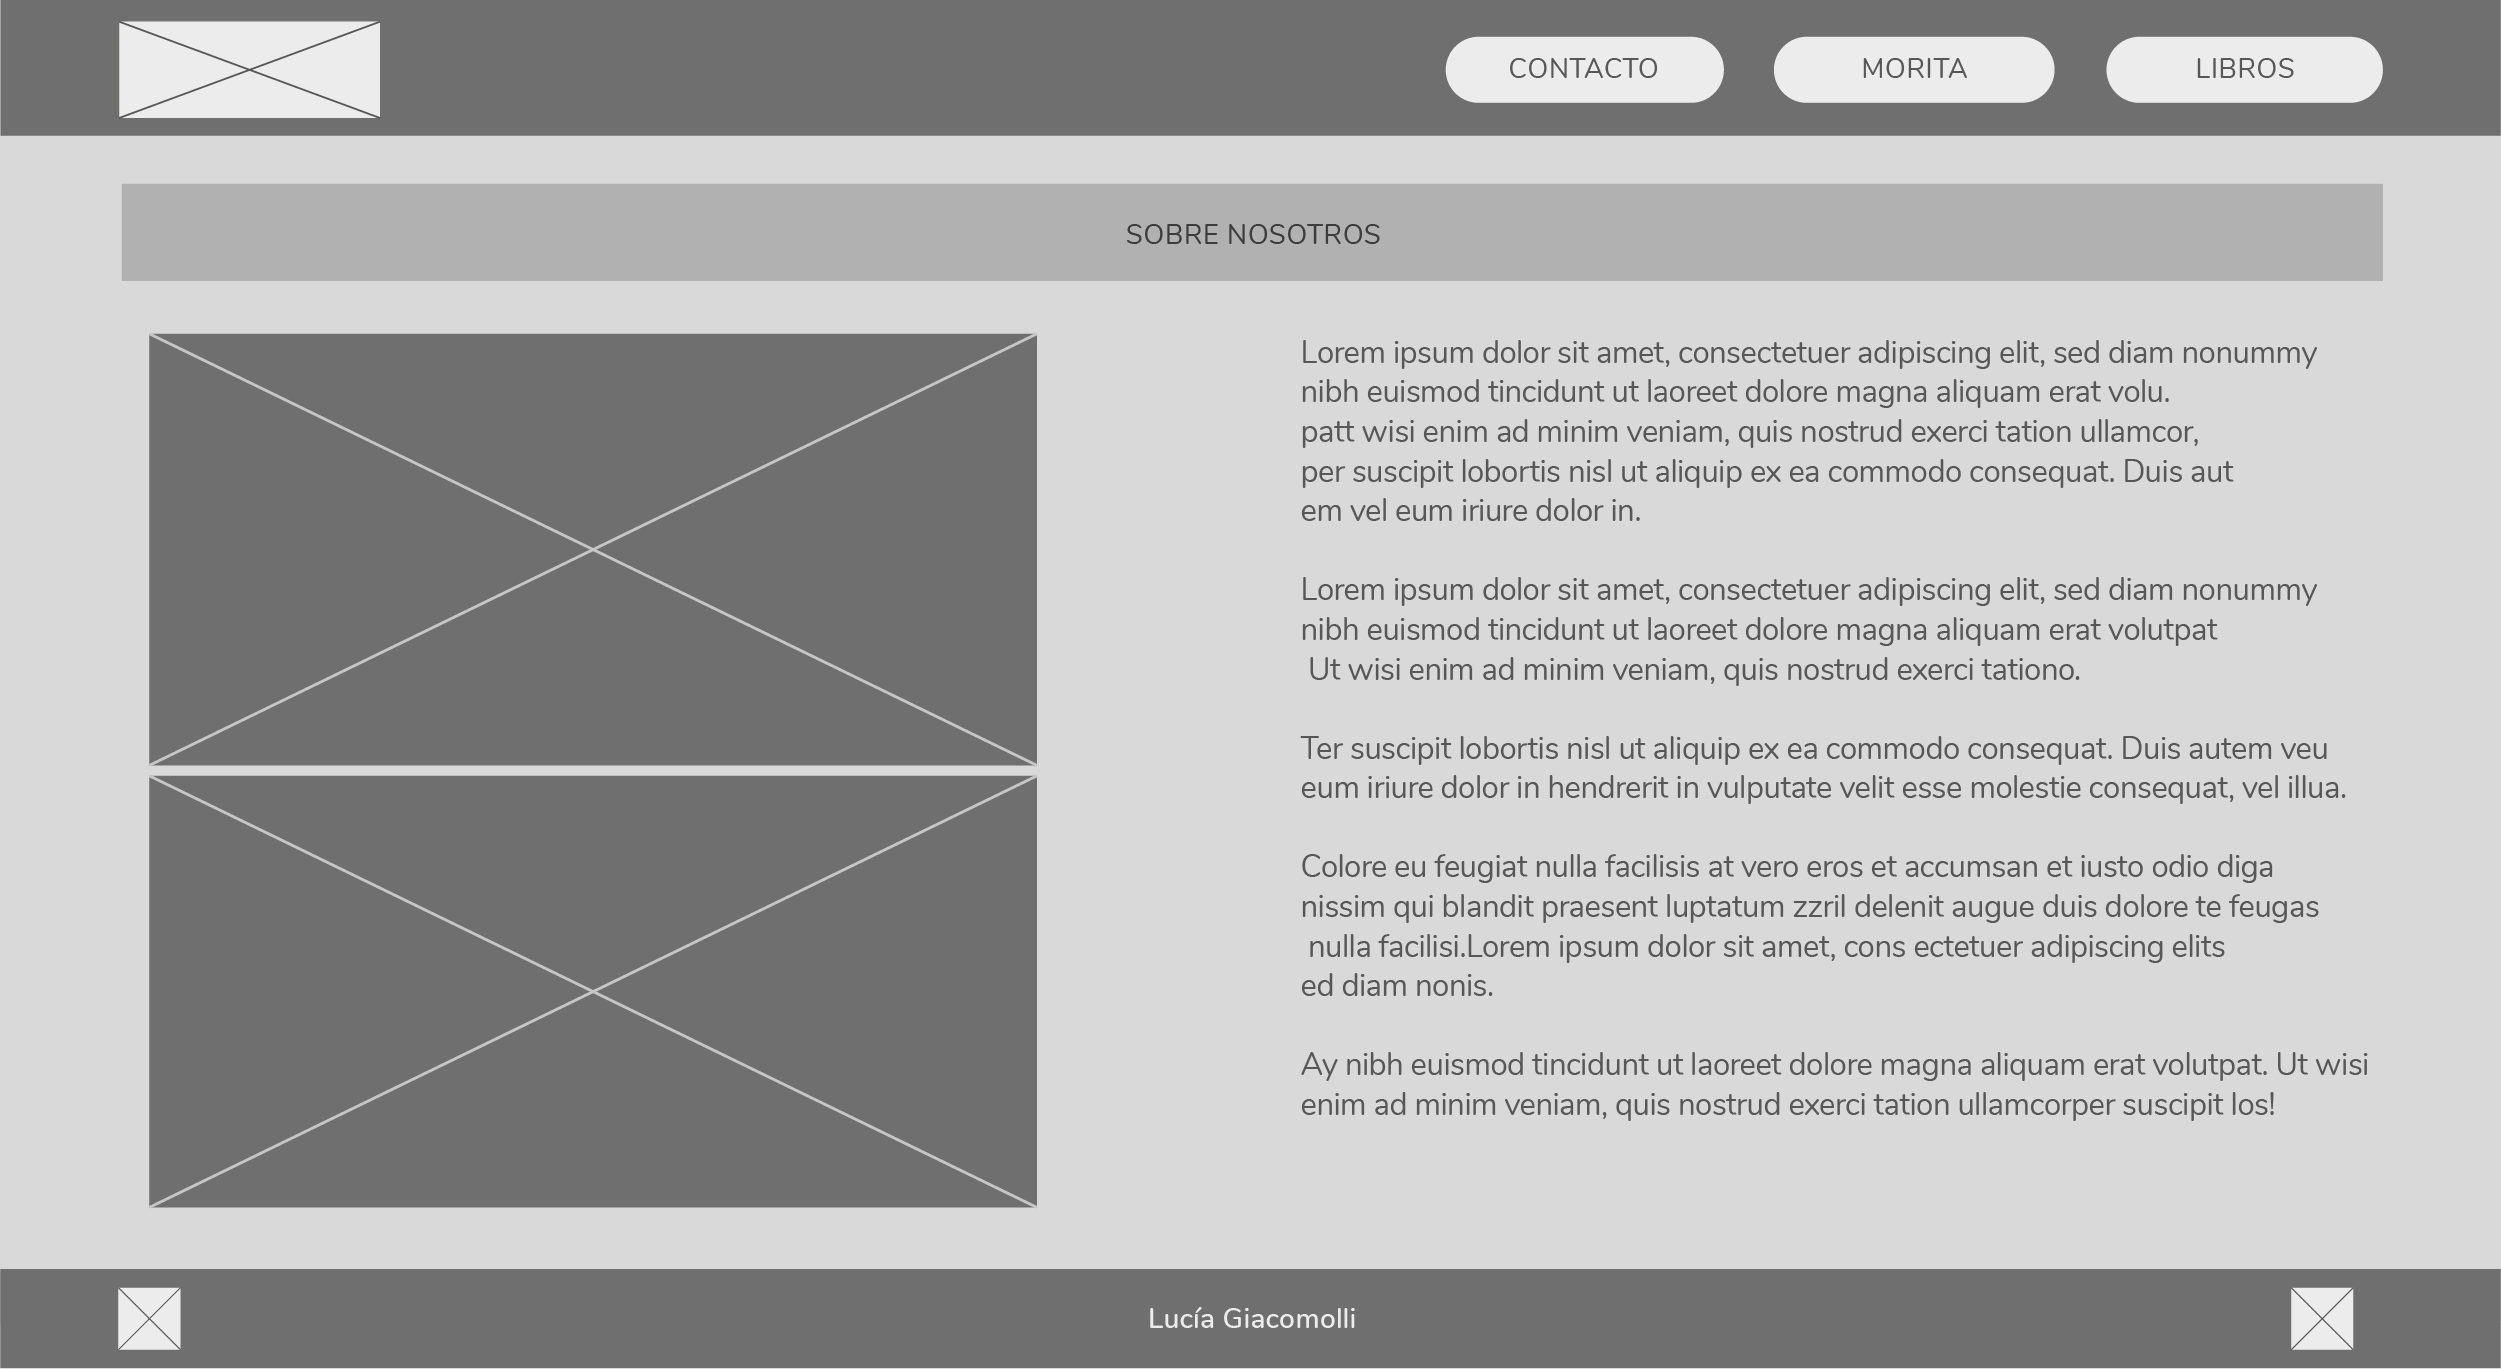 CONTACTO
MORITA
LIBROS
SOBRE NOSOTROS
Lorem ipsum dolor sit amet, consectetuer adipiscing elit, sed diam nonummy
nibh euismod tincidunt ut laoreet dolore magna aliquam erat volu.
patt wisi enim ad minim veniam, quis nostrud exerci tation ullamcor,
per suscipit lobortis nisl ut aliquip ex ea commodo consequat. Duis aut
em vel eum iriure dolor in.
Lorem ipsum dolor sit amet, consectetuer adipiscing elit, sed diam nonummy
nibh euismod tincidunt ut laoreet dolore magna aliquam erat volutpat
Ut wisi enim ad minim veniam, quis nostrud exerci tationo.
Ter suscipit lobortis nisl ut aliquip ex ea commodo consequat. Duis autem veu
eum iriure dolor in hendrerit in vulputate velit esse molestie consequat, vel illua.
Colore eu feugiat nulla facilisis at vero eros et accumsan et iusto odio diga
nissim qui blandit praesent luptatum zzril delenit augue duis dolore te feugas
nulla facilisi.Lorem ipsum dolor sit amet, cons ectetuer adipiscing elits
ed diam nonis.
Ay nibh euismod tincidunt ut laoreet dolore magna aliquam erat volutpat. Ut wisi
enim ad minim veniam, quis nostrud exerci tation ullamcorper suscipit los!
Lucía Giacomolli